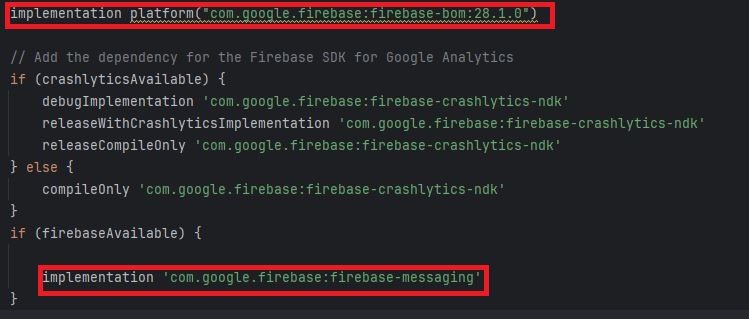 implementation platform("com.google.firebase:firebase-bom:28.1.0")
// Add the dependency for the Firebase SDK for Google Analytics
if (crashlyticsAvailable) {
debugImplementation 'com.google.firebase:firebase-crashlytics-ndk'
releaseWithCrashlyticsImplementation 'com.google.firebase:firebase-crashlytics-ndk'
releaseCompileOnly 'com.google.firebase:firebase-crashlytics-ndk'
} else {
compileOnly 'com.google.firebase:firebase-crashlytics-ndk'
}
if (firebaseAvailable) {
implementation 'com.google.firebase:firebase-messaging'
}